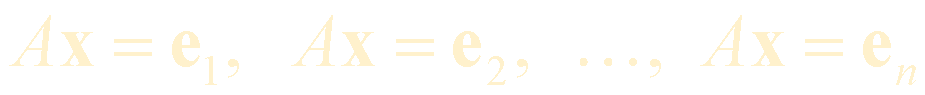 Ax = e₁, Ax = e₂, …, Ax = eₙ